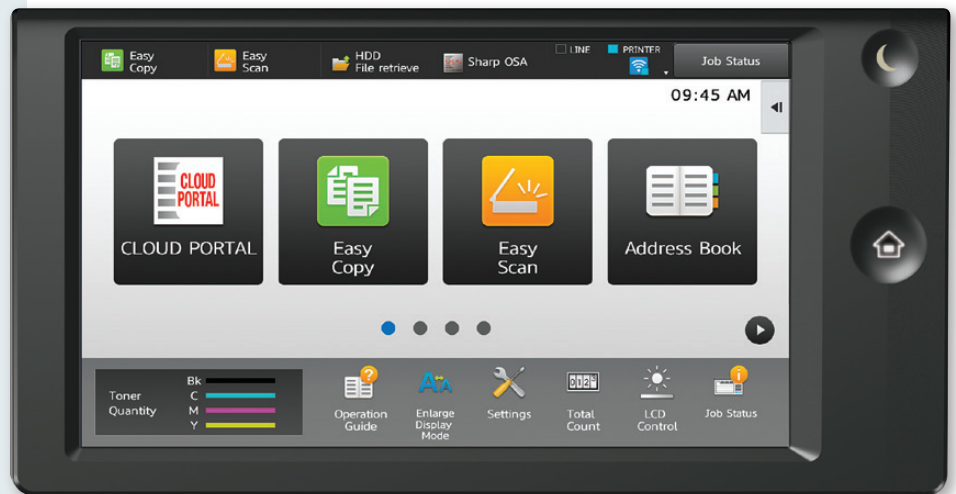 Easy
Copy
Easy
Scan
HDD
File retrieve
Sharp OSA
LINE
PRINTER
Job Status
09:45 AM
CLOUD
PORTAL
CLOUD PORTAL
Easy
Copy
Easy
Scan
Address Book
Toner
Quantity
Bk
C
M
Y
Operation
Guide
Enlarge
Display
Mode
Settings
Total
Count
LCD
Control
Job Status